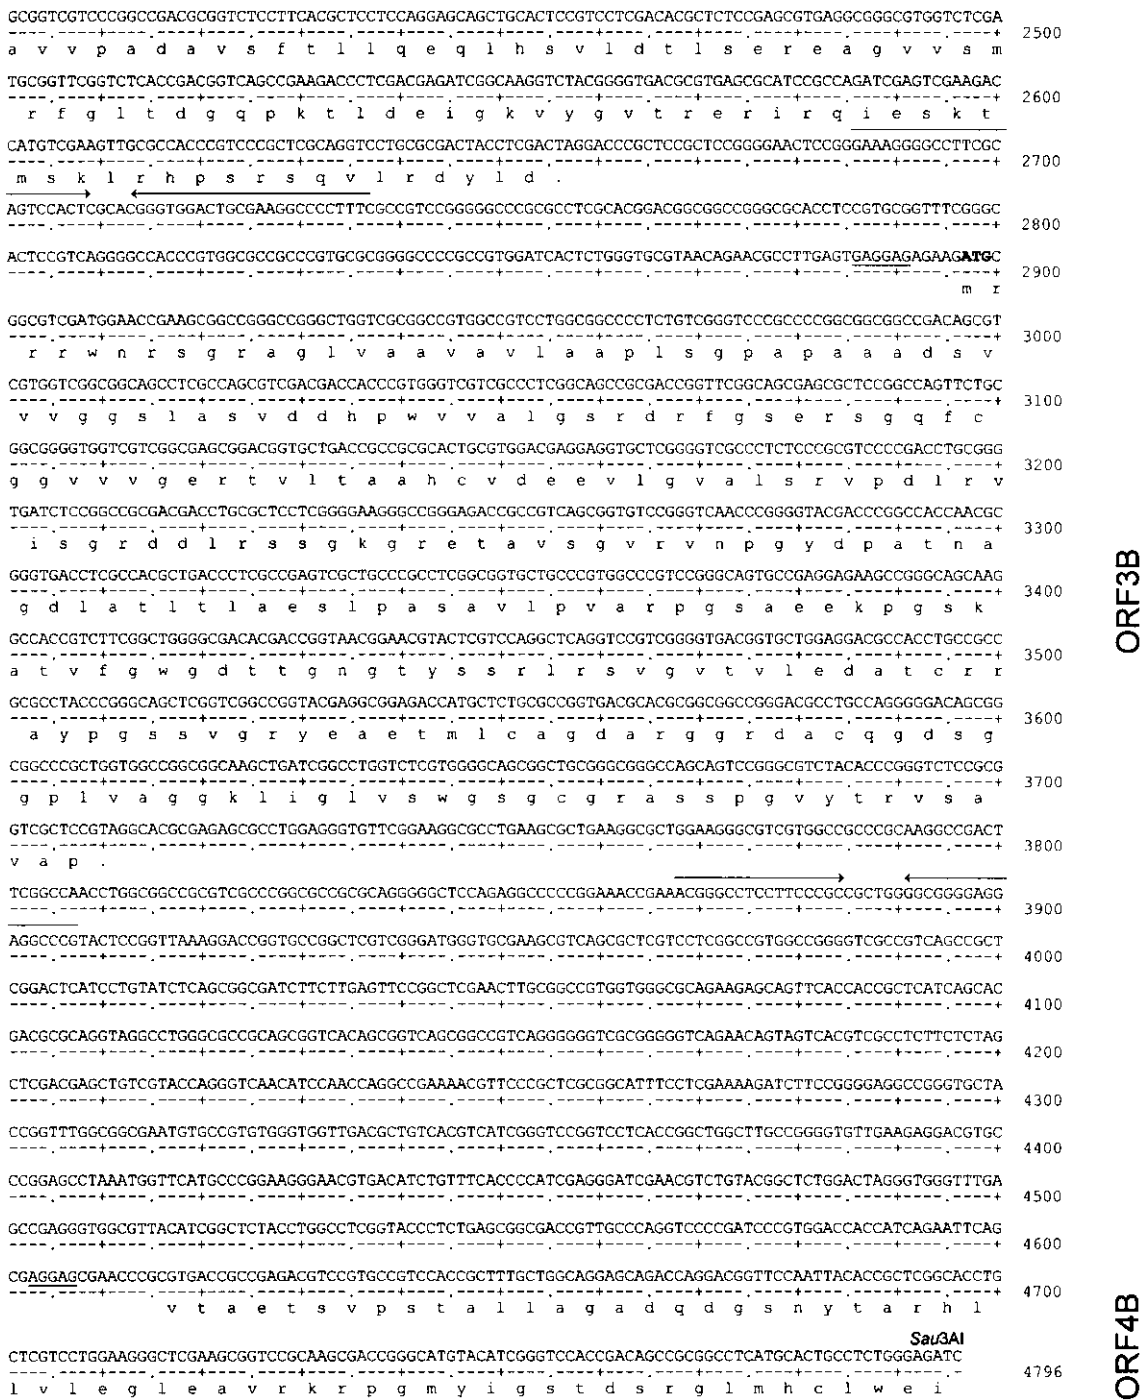 GCGGTCGTCCCGGCCGACGCGGTCTCCTTCACGCTCCTCCAGGAGCAGCTGCACTCCGTCCTCGACACGCTCTCCGAGCGTGAGGCGGGCGTGGTCTCGA
2500
a v v p a d a v s f t l l q e q l h s v l d t l s e r e a g v v s m
TGCGGTTCGGTCTCACCGACGGTCAGCCGAAGACCCTCGACGAGATCGGCAAGGTCTACGGGGTGACGCGTGAGCGCATCCGCCAGATCGAGTCGAAGAC
2600
r f g l t d g q p k t l d e i g k v y g v t r e r i r q i e s k t
CATGTCGAAGTTGCGCCACCCGTCCCGCTCGCAGGTCCTGCGCGACTACCTCGACTAGGACCCGCTCCGCTCCGGGGAACTCCGGGAAAGGGGCCTTCGC
2700
m s k l r h p s r s q v l r d y l d .
AGTCCACTCGCACGGGTGGACTGCGAAGGCCCCTTTCGCCGTCCGGGGGCCCGCGCCTCGCACGGACGGCGGCCGGGCGCACCTCCGTGCGGTTTCGGGC
2800
ACTCCGTCAGGGGCCACCCGTGGCGCCGCCCGTGCGCGGGGCCCCGCCGTGGATCACTCTGGGTGCGTAACAGAACGCCTTGAGTGAGGAGAGAAGATGC
2900
m r
GGCGTCGATGGAACCGAAGCGGCCGGGCCGGGCTGGTCGCGGCCGTGGCCGTCCTGGCGGCCCCTCTGTCGGGTCCCGCCCCGGCGGCGGCCGACAGCGT
3000
r r w n r s g r a g l v a a v a v l a a p l s g p a p a a a d s v
CGTGGTCGGCGGCAGCCTCGCCAGCGTCGACGACCACCCGTGGGTCGTCGCCCTCGGCAGCCGCGACCGGTTCGGCAGCGAGCGCTCCGGCCAGTTCTGC
3100
v v g g s l a s v d d h p w v v a l g s r d r f g s e r s g q f c
GGCGGGGTGGTCGTCGGCGAGCGGACGGTGCTGACCGCCGCGCACTGCGTGGACGAGGAGGTGCTCGGGGTCGCCCTCTCCCGCGTCCCCGACCTGCGGG
3200
g g v v v g e r t v l t a a h c v d e e v l g v a l s r v p d l r v
TGATCTCCGGCCGCGACGACCTGCGCTCCTCGGGGAAGGGCCGGGAGACCGCCGTCAGCGGTGTCCGGGTCAACCCGGGGTACGACCCGGCCACCAACGC
3300
i s g r d d l r s s g k g r e t a v s g v r v n p g y d p a t n a
GGGTGACCTCGCCACGCTGACCCTCGCCGAGTCGCTGCCCGCCTCGGCGGTGCTGCCCGTGGCCCGTCCGGGCAGTGCCGAGGAGAAGCCGGGCAGCAAG
3400
g d l a t l t l a e s l p a s a v l p v a r p g s a e e k p g s k
GCCACCGTCTTCGGCTGGGGCGACACGACCGGTAACGGAACGTACTCGTCCAGGCTCAGGTCCGTCGGGGTGACGGTGCTGGAGGACGCCACCTGCCGCC
3500
a t v f g w g d t t g n g t y s s r l r s v g v t v l e d a t c r r
GCGCCTACCCGGGCAGCTCGGTCGGCCGGTACGAGGCGGAGACCATGCTCTGCGCCGGTGACGCACGCGGCGGCCGGGACGCCTGCCAGGGGGACAGCGG
3600
a y p g s s v g r y e a e t m l c a g d a r g g r d a c q g d s g
CGGCCCGCTGGTGGCCGGCGGCAAGCTGATCGGCCTGGTCTCGTGGGGCAGCGGCTGCGGGCGGGCCAGCAGTCCGGGCGTCTACACCCGGGTCTCCGCG
3700
g p l v a g g k l i g l v s w g s g c g r a s s p g v y t r v s a
GTCGCTCCGTAGGCACGCGAGAGCGCCTGGAGGGTGTTCGGAAGGCGCCTGAAGCGCTGAAGGCGCTGGAAGGGCGTCGTGGCCGCCCGCAAGGCCGACT
3800
v a p .
TCGGCCAACCTGGCGGCCGCGTCGCCCGGCGCCGCGCAGGGGGCTCCAGAGGCCCCCGGAAACCGAAACGGGCCTCCTTCCCGCCGCTGGGGCGGGGAGG
3900
AGGCCCGTACTCCGGTTAAAGGACCGGTGCCGGCTCGTCGGGATGGGTGCGAAGCGTCAGCGCTCGTCCTCGGCCGTGGCCGGGGTCGCCGTCAGCCGCT
4000
CGGACTCATCCTGTATCTCAGCGGCGATCTTCTTGAGTTCCGGCTCGAACTTGCGGCCGTGGTGGGCGCAGAAGAGCAGTTCACCACCGCTCATCAGCAC
4100
GACGCGCAGGTAGGCCTGGGCGCCGCAGCGGTCACAGCGGTCAGCGGCCGTCAGGGGGGTCGCGGGGGTCAGAACAGTAGTCACGTCGCCTCTTCTCTAG
4200
CTCGACGAGCTGTCGTACCAGGGTCAACATCCAACCAGGCCGAAAACGTTCCCGCTCGCGGCATTTCCTCGAAAAGATCTTCCGGGGAGGCCGGGTGCTA
4300
CCGGTTTGGCGGCGAATGTGCCGTGTGGGTGGTTGACGCTGTCACGTCATCGGGTCCGGTCCTCACCGGCTGGCTTGCCGGGGTGTTGAAGAGGACGTGC
4400
CCGGAGCCTAAATGGTTCATGCCCGGAAGGGAACGTGACATCTGTTTCACCCCATCGAGGGATCGAACGTCTGTACGGCTCTGGACTAGGGTGGGTTTGA
4500
GCCGAGGGTGGCGTTACATCGGCTCTACCTGGCCTCGGTACCCTCTGAGCGGCGACCGTTGCCCAGGTCCCCGATCCCGTGGACCACCATCAGAATTCAG
4600
CGAGGAGCGAACCCGCGTGACCGCCGAGACGTCCGTGCCGTCCACCGCTTTGCTGGCAGGAGCAGACCAGGACGGTTCCAATTACACCGCTCGGCACCTG
4700
v t a e t s v p s t a l l a g a d q d g s n y t a r h l
Sau3AI
CTCGTCCTGGAAGGGCTCGAAGCGGTCCGCAAGCGACCGGGCATGTACATCGGGTCCACCGACAGCCGCGGCCTCATGCACTGCCTCTGGGAGATC
4796
l v l e g l e a v r k r p g m y i g s t d s r g l m h c l w e i
ORF3B
ORF4B